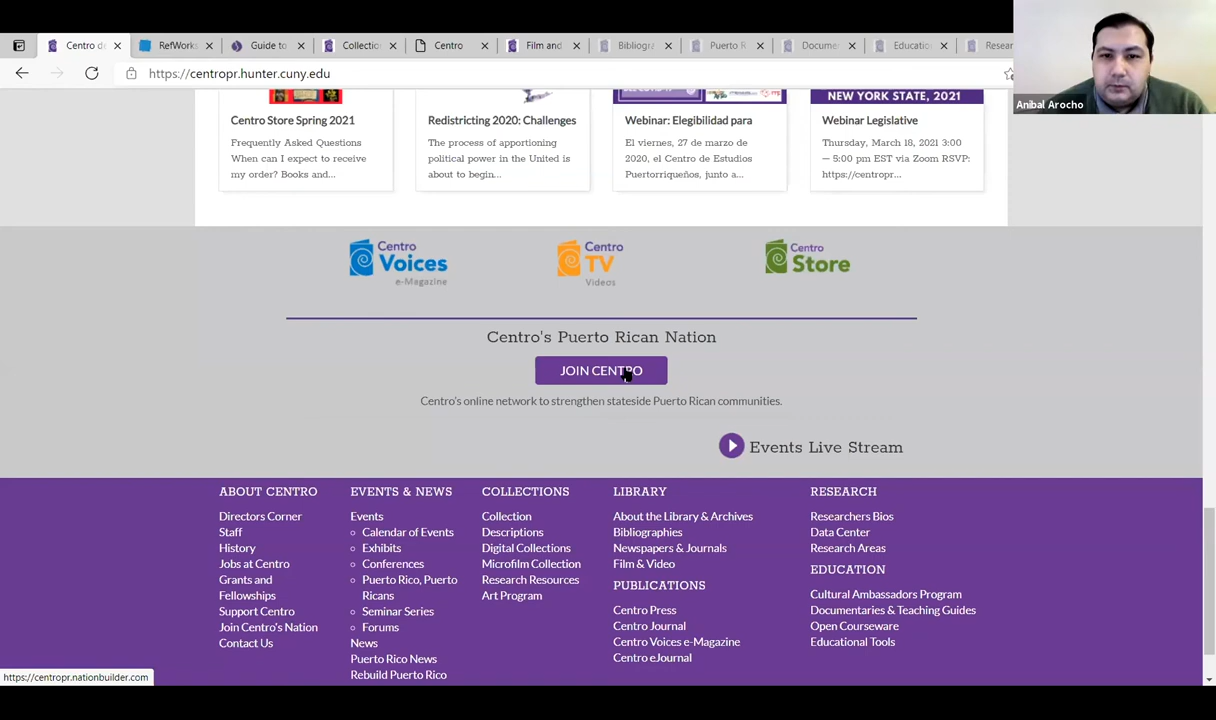 Centro de
RefWorks
Guide to
Collection
Centro
Film and
Bibliogra
Puerto R
Docume
Educatio
Resear
https://centropr.hunter.cuny.edu
Anibal Arocho
NEW YORK STATE, 2021
Centro Store Spring 2021
Frequently Asked Questions
When can I expect to receive
my order? Books and...
Redistricting 2020: Challenges
The process of apportioning
political power in the United is
about to begin...
Webinar: Elegibilidad para
El viernes, 27 de marzo de
2020, el Centro de Estudios
Puertorriqueños, junto a...
Webinar Legislative
Thursday, March 18, 2021 3:00
– 5:00 pm EST via Zoom RSVP:
https://centropr...
Centro
Voices
e-Magazine
Centro
TV
Videos
Centro
Store
Centro's Puerto Rican Nation
JOIN CENTRO
Centro's online network to strengthen stateside Puerto Rican communities.
Events Live Stream
ABOUT CENTRO
Directors Corner
Staff
History
Jobs at Centro
Grants and
Fellowships
Support Centro
Join Centro's Nation
Contact Us
EVENTS & NEWS
Events
Calendar of Events
Exhibits
Conferences
Puerto Rico, Puerto
Ricans
Seminar Series
Forums
News
Puerto Rico News
Rebuild Puerto Rico
COLLECTIONS
Collection
Descriptions
Digital Collections
Microfilm Collection
Research Resources
Art Program
LIBRARY
About the Library & Archives
Bibliographies
Newspapers & Journals
Film & Video
PUBLICATIONS
Centro Press
Centro Journal
Centro Voices e-Magazine
Centro eJournal
RESEARCH
Researchers Bios
Data Center
Research Areas
EDUCATION
Cultural Ambassadors Program
Documentaries & Teaching Guides
Open Courseware
Educational Tools
https://centropr.nationbuilder.com